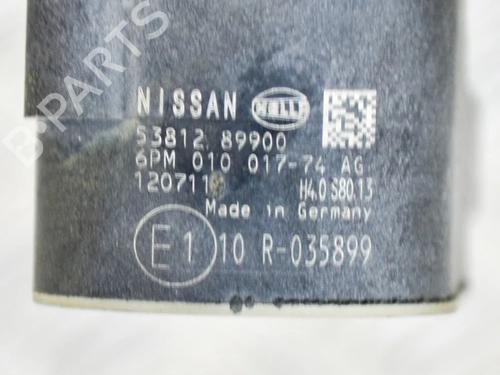 B-PARTS
NISSAN HELLA
53812 89900
6PM 010 017-74 AG
120711 H4.0 S80.13
Made in Germany
E1 10 R-035899